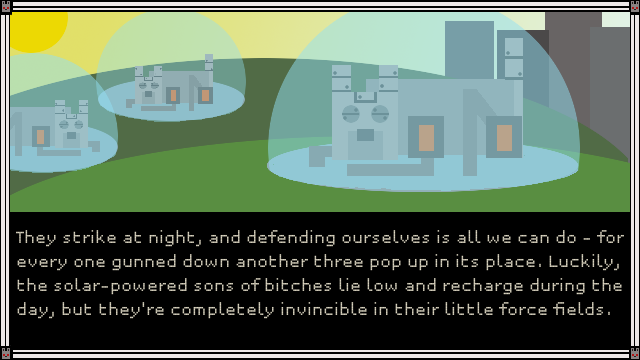 They strike at night, and defending ourselves is all we can do - for
every one gunned down another three pop up in its place. Luckily,
the solar-powered sons of bitches lie low and recharge during the
day, but they're completely invincible in their little force fields.